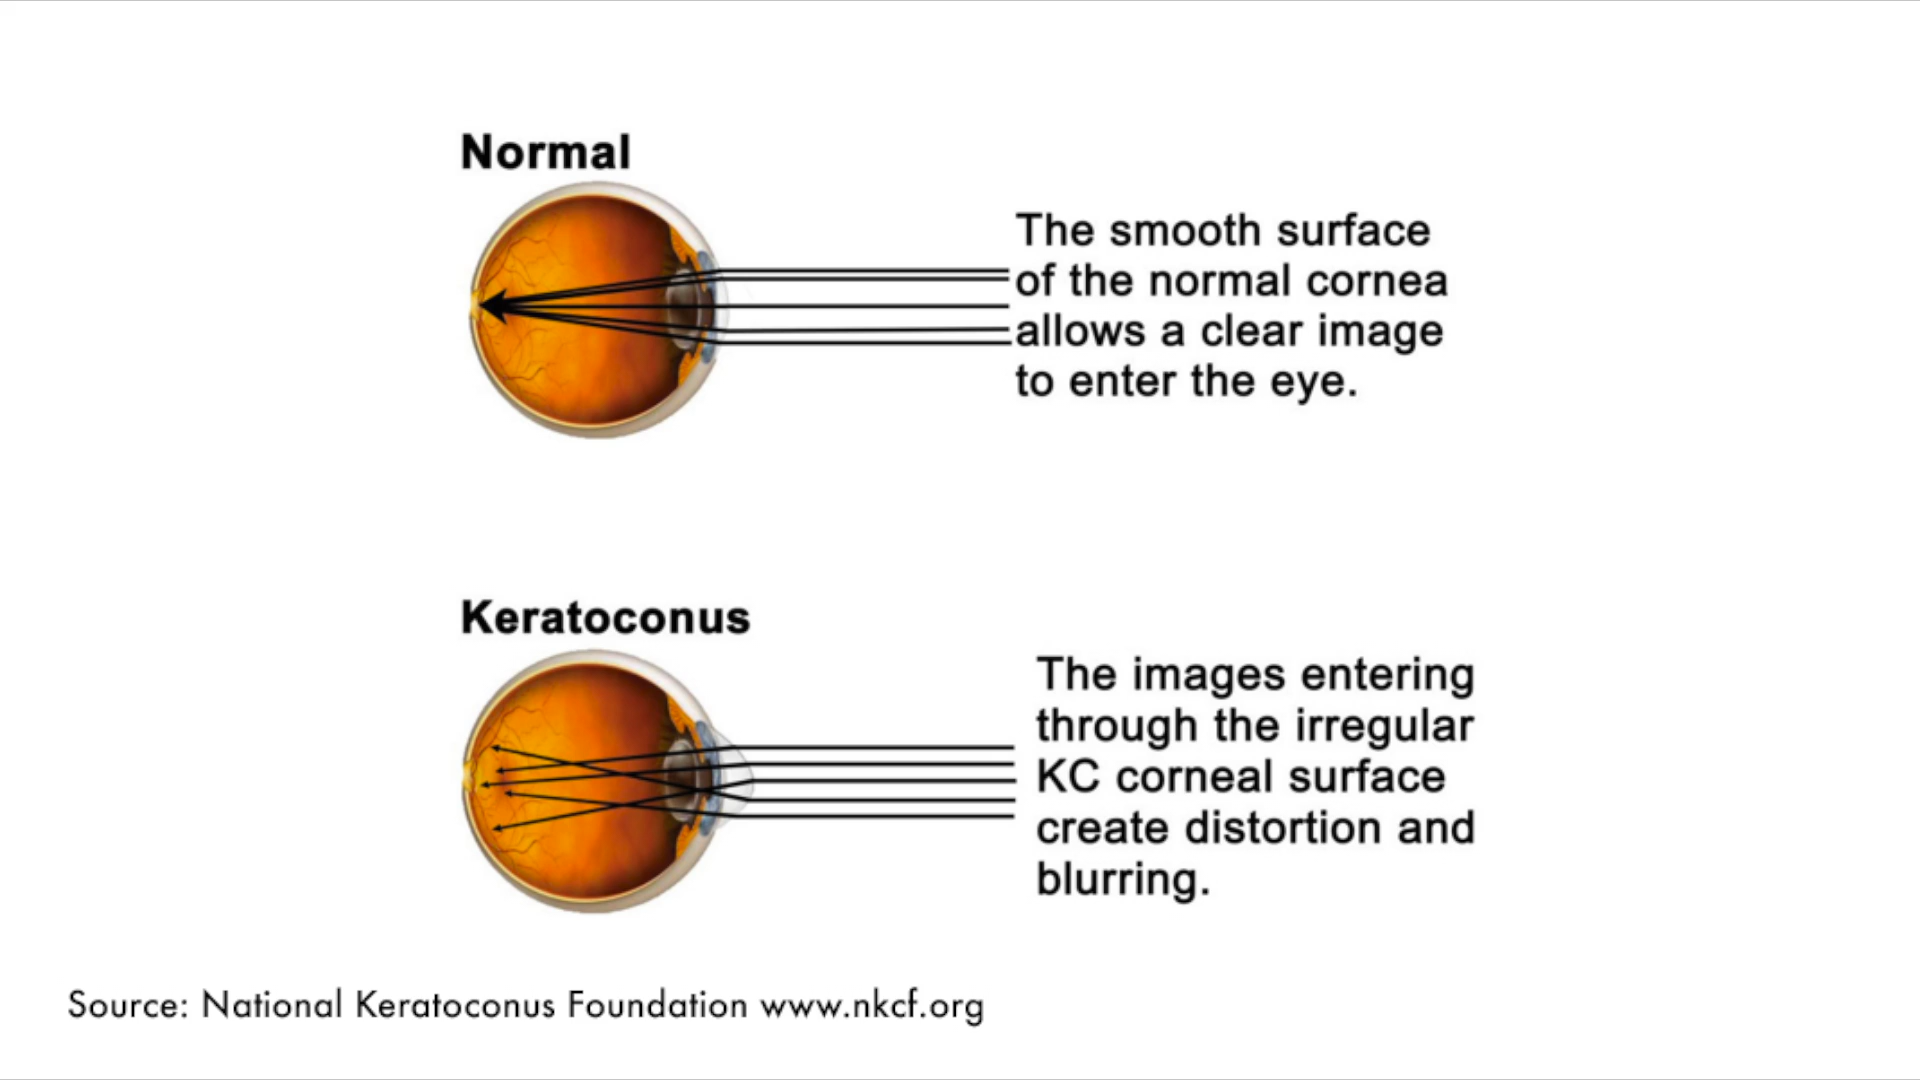 Normal
The smooth surface
of the normal cornea
allows a clear image
to enter the eye.
Keratoconus
The images entering
through the irregular
KC corneal surface
create distortion and
blurring.
Source: National Keratoconus Foundation www.nkcf.org